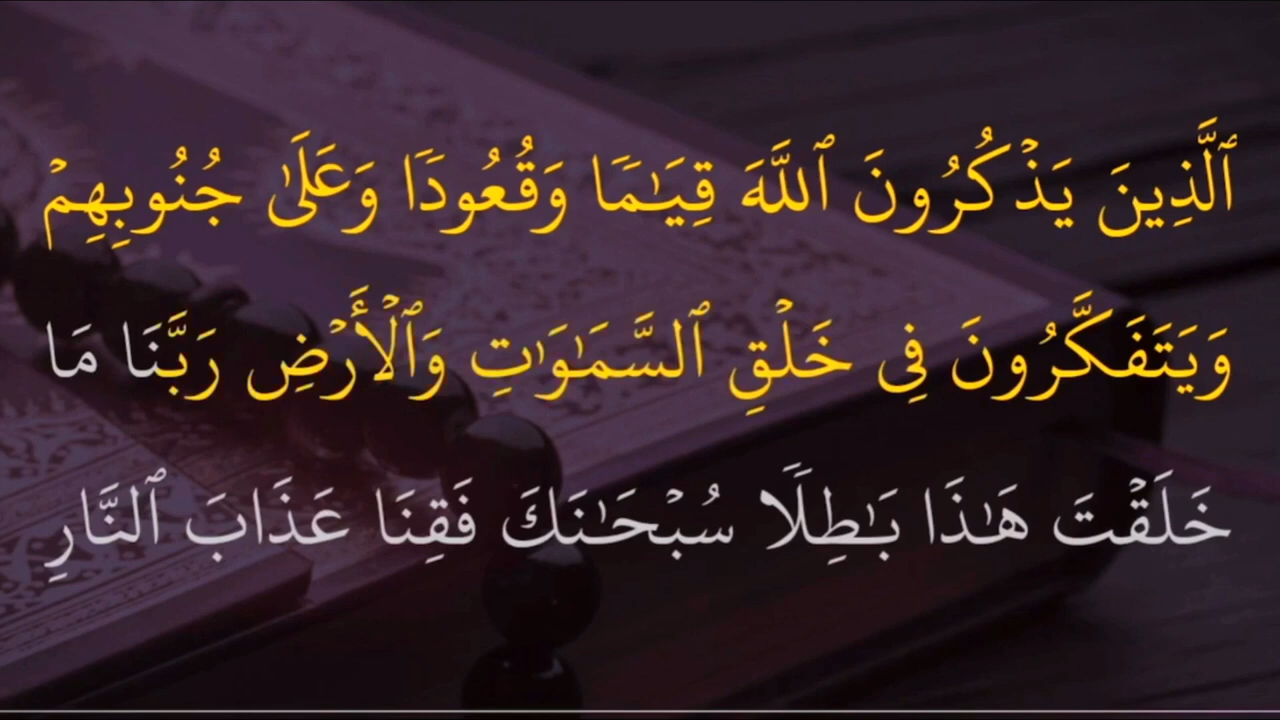 ٱلَّذِينَ يَذۡكُرُونَ ٱللَّهَ قِيَـٰمٗا وَقُعُودٗا وَعَلَىٰ جُنُوبِهِمۡ
وَيَتَفَكَّرُونَ فِي خَلۡقِ ٱلسَّمَـٰوَٰتِ وَٱلۡأَرۡضِ رَبَّنَا مَا
خَلَقۡتَ هَـٰذَا بَـٰطِلٗا سُبۡحَـٰنَكَ فَقِنَا عَذَابَ ٱلنَّارِ